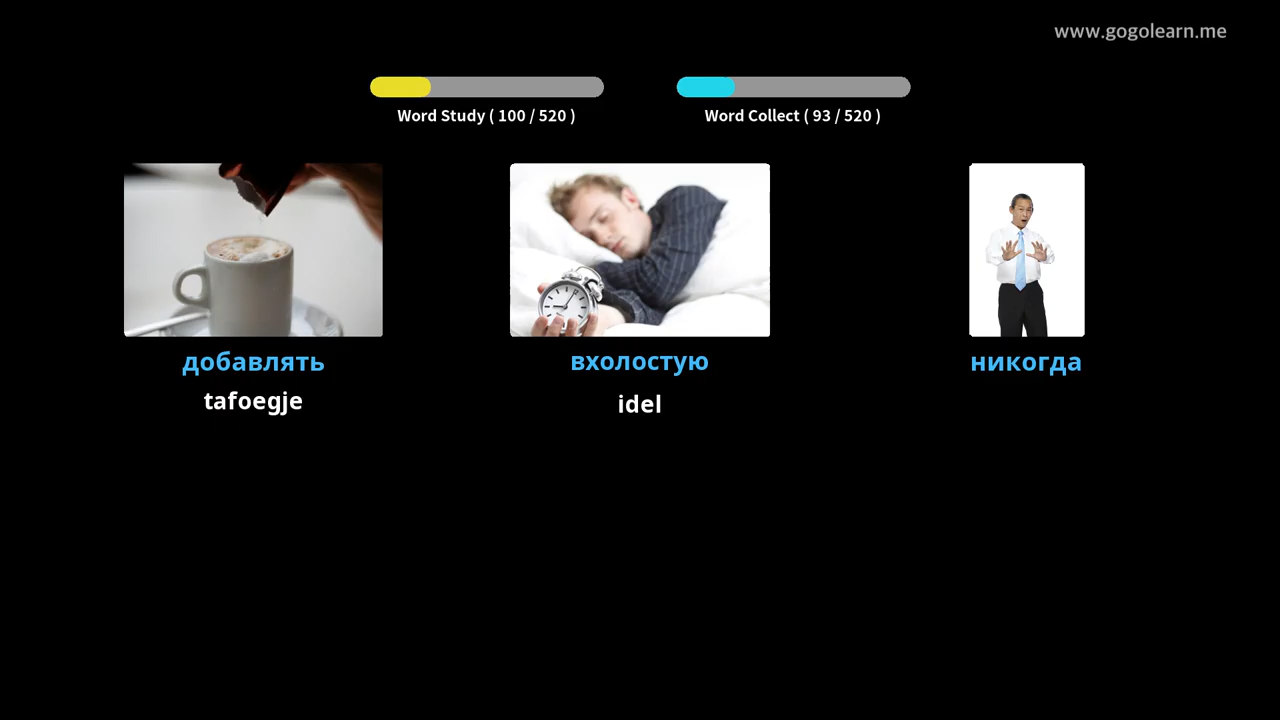 www.gogolearn.me
Word Study ( 100 / 520 )
Word Collect ( 93 / 520 )
добавлять
вхолостую
никогда
tafoegje
idel